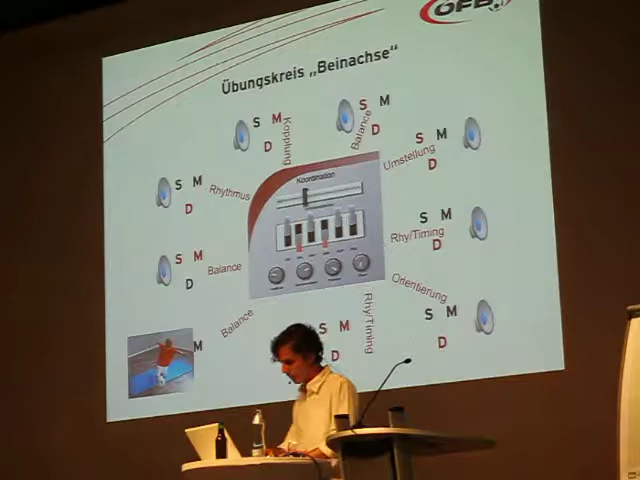 ÖFB
Übungskreis „Beinachse“
S M
D
Kopplung
S M
D
Balance
S M
D
Umstellung
S M
D
Rhythmus
Koordination
S M
D
Rhy/Timing
S M
D
Balance
S M
D
Orientierung
Balance
M
S M
D
Rhy/Timing